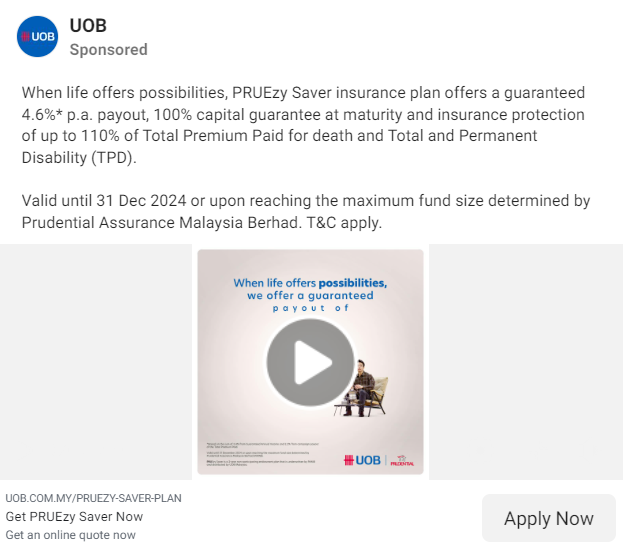 UOB
UOB
Sponsored
When life offers possibilities, PRUEzy Saver insurance plan offers a guaranteed
4.6%* p.a. payout, 100% capital guarantee at maturity and insurance protection
of up to 110% of Total Premium Paid for death and Total and Permanent
Disability (TPD).
Valid until 31 Dec 2024 or upon reaching the maximum fund size determined by
Prudential Assurance Malaysia Berhad. T&C apply.
When life offers possibilities,
we offer a guaranteed
payout of
UOB
PRUDENTIAL
UOB.COM.MY/PRUEZY-SAVER-PLAN
Get PRUEzy Saver Now
Get an online quote now
Apply Now